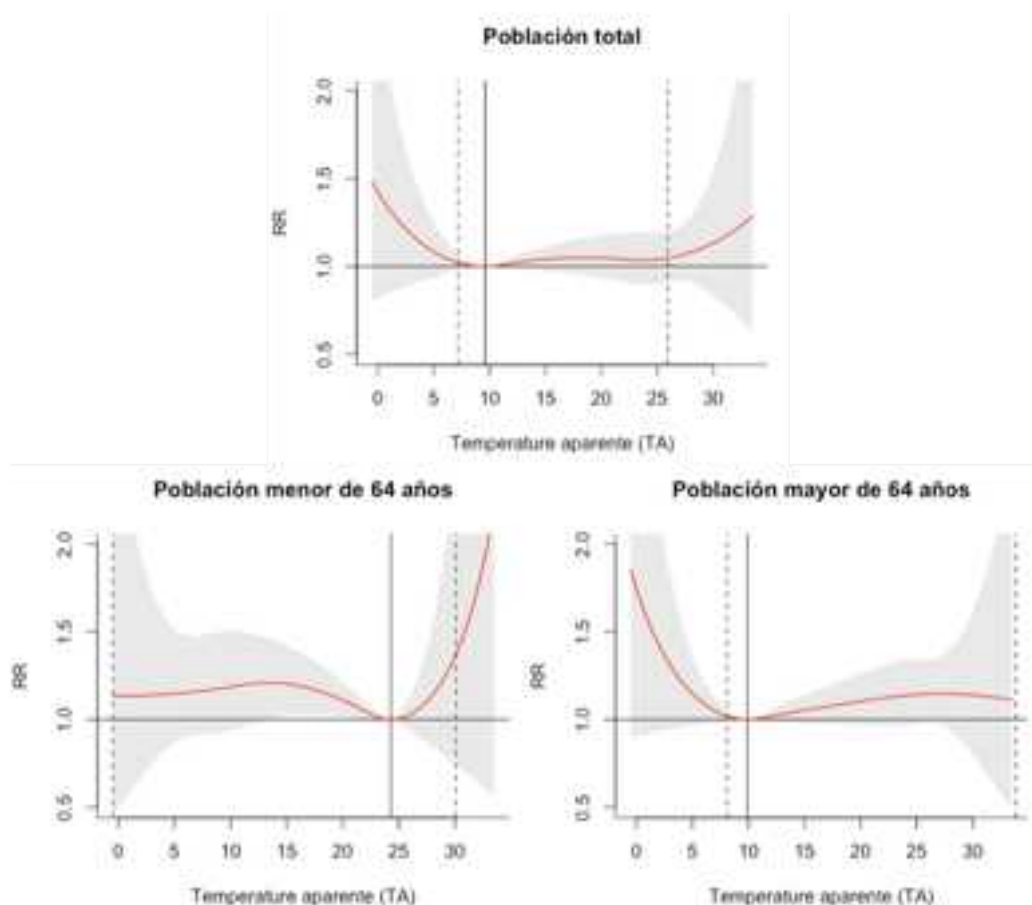 Población total
2.0
1.5
1.0
0.5
RR
0 5 10 15 20 25 30
Temperature aparente (TA)
Población menor de 64 años
2.0
1.5
1.0
0.5
RR
0 5 10 15 20 25 30
Temperature aparente (TA)
Población mayor de 64 años
2.0
1.5
1.0
0.5
RR
0 5 10 15 20 25 30
Temperature aparente (TA)